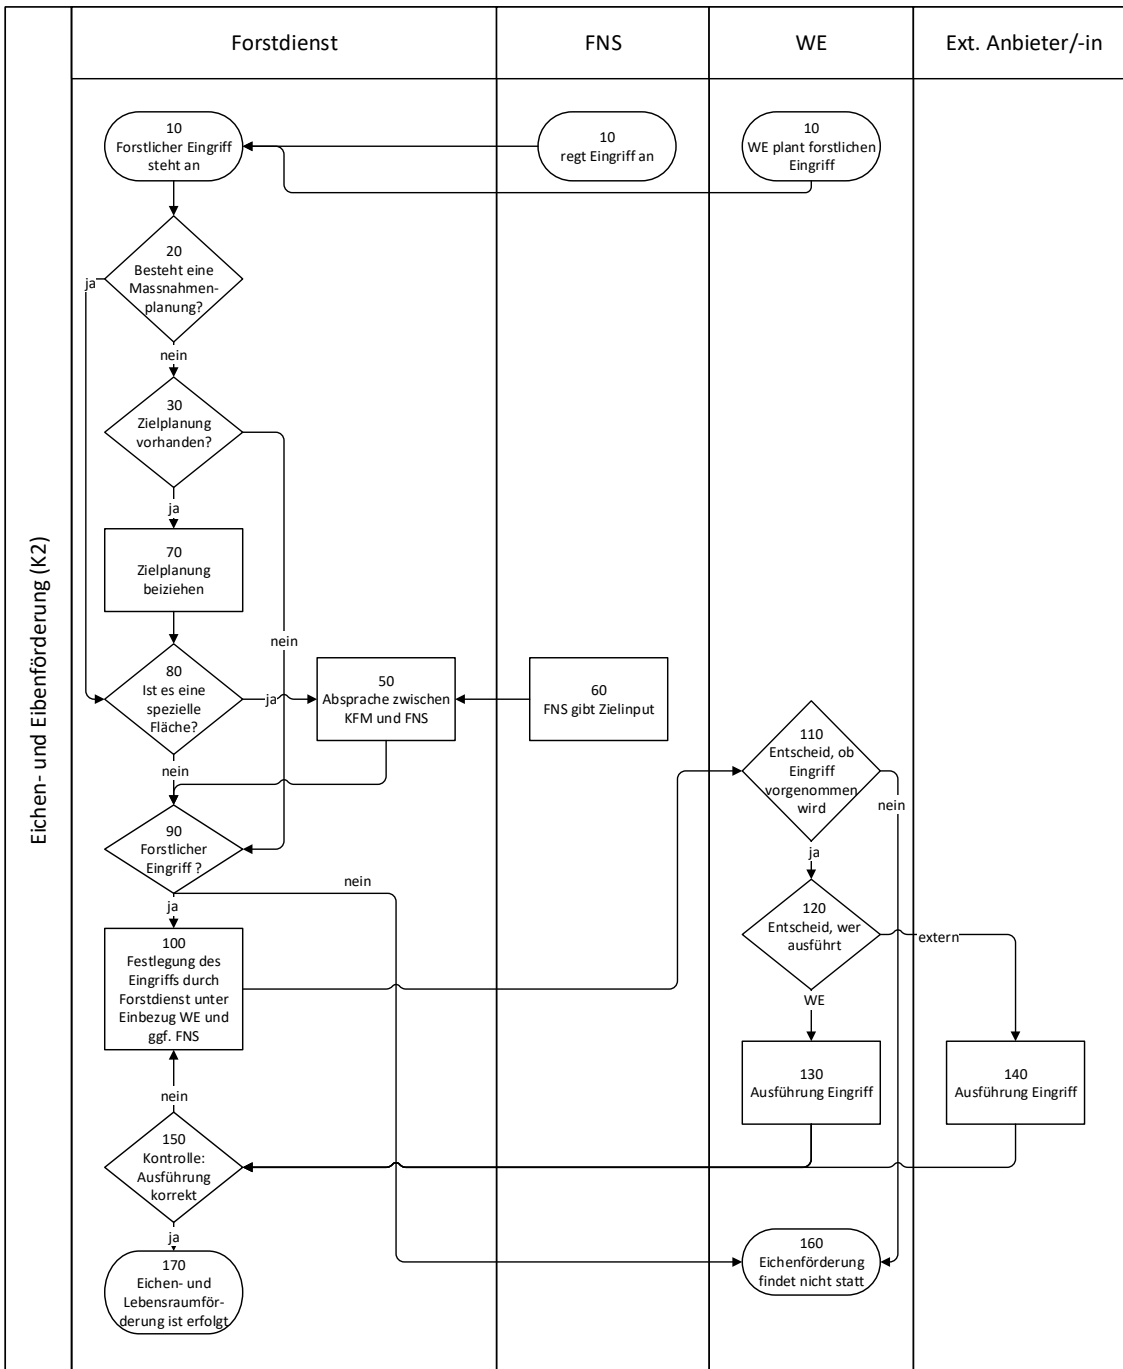 Forstdienst
FNS
WE
Ext. Anbieter/-in
Eichen- und Eibenförderung (K2)
10
Forstlicher Eingriff
steht an
10
regt Eingriff an
10
WE plant forstlichen
Eingriff
20
Besteht eine
Massnahmen-
planung?
ja
nein
30
Zielplanung
vorhanden?
ja
nein
70
Zielplanung
beiziehen
80
Ist es eine
spezielle
Fläche?
ja
nein
50
Absprache zwischen
KFM und FNS
60
FNS gibt Zielinput
90
Forstlicher
Eingriff ?
nein
ja
100
Festlegung des
Eingriffs durch
Forstdienst unter
Einbezug WE und
ggf. FNS
110
Entscheid, ob
Eingriff
vorgenommen
wird
nein
ja
120
Entscheid, wer
ausführt
extern
WE
130
Ausführung Eingriff
140
Ausführung Eingriff
nein
150
Kontrolle:
Ausführung
korrekt
ja
160
Eichenförderung
findet nicht statt
170
Eichen- und
Lebensraumför-
derung ist erfolgt